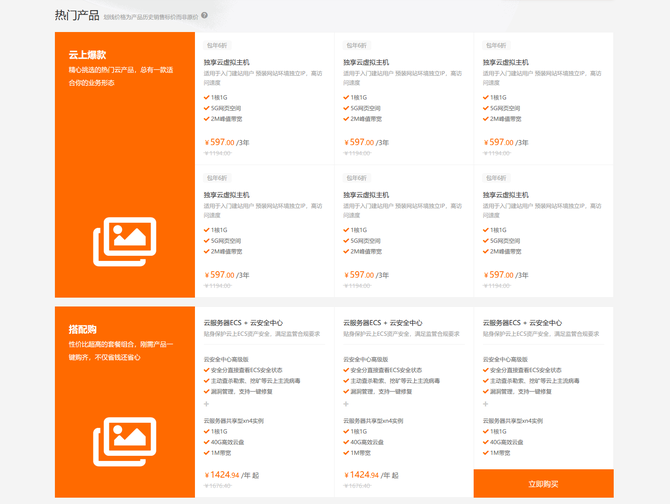 热门产品 划线价格为产品历史销售标价而非原价 ?
云上爆款
精心挑选的热门云产品，总有一款适
合你的业务形态
包年6折
独享云虚拟主机
适用于入门建站用户 预装网站环境独立IP，高访
问速度
1核1G
5G网页空间
2M峰值带宽
￥597.00 /3年
￥1194.00
包年6折
独享云虚拟主机
适用于入门建站用户 预装网站环境独立IP，高访
问速度
1核1G
5G网页空间
2M峰值带宽
￥597.00 /3年
￥1194.00
包年6折
独享云虚拟主机
适用于入门建站用户 预装网站环境独立IP，高访
问速度
1核1G
5G网页空间
2M峰值带宽
￥597.00 /3年
￥1194.00
包年6折
独享云虚拟主机
适用于入门建站用户 预装网站环境独立IP，高访
问速度
1核1G
5G网页空间
2M峰值带宽
￥597.00 /3年
￥1194.00
包年6折
独享云虚拟主机
适用于入门建站用户 预装网站环境独立IP，高访
问速度
1核1G
5G网页空间
2M峰值带宽
￥597.00 /3年
￥1194.00
包年6折
独享云虚拟主机
适用于入门建站用户 预装网站环境独立IP，高访
问速度
1核1G
5G网页空间
2M峰值带宽
￥597.00 /3年
￥1194.00
搭配购
性价比超高的套餐组合，刚需产品一
键购齐，不仅省钱还省心
云服务器ECS + 云安全中心
贴身保护云上ECS资产安全，满足监管合规要求
云安全中心高级版
安全分直接查看ECS安全状态
主动查杀勒索、挖矿等云上主流病毒
漏洞管理、支持一键修复
+
云服务器共享型xn4实例
1核1G
40G高效云盘
1M带宽
￥1424.94 /年 起
云服务器ECS + 云安全中心
贴身保护云上ECS资产安全，满足监管合规要求
云安全中心高级版
安全分直接查看ECS安全状态
主动查杀勒索、挖矿等云上主流病毒
漏洞管理、支持一键修复
+
云服务器共享型xn4实例
1核1G
40G高效云盘
1M带宽
￥1424.94 /年 起
云服务器ECS + 云安全中心
贴身保护云上ECS资产安全，满足监管合规要求
云安全中心高级版
安全分直接查看ECS安全状态
主动查杀勒索、挖矿等云上主流病毒
漏洞管理、支持一键修复
+
云服务器共享型xn4实例
1核1G
40G高效云盘
1M带宽
立即购买